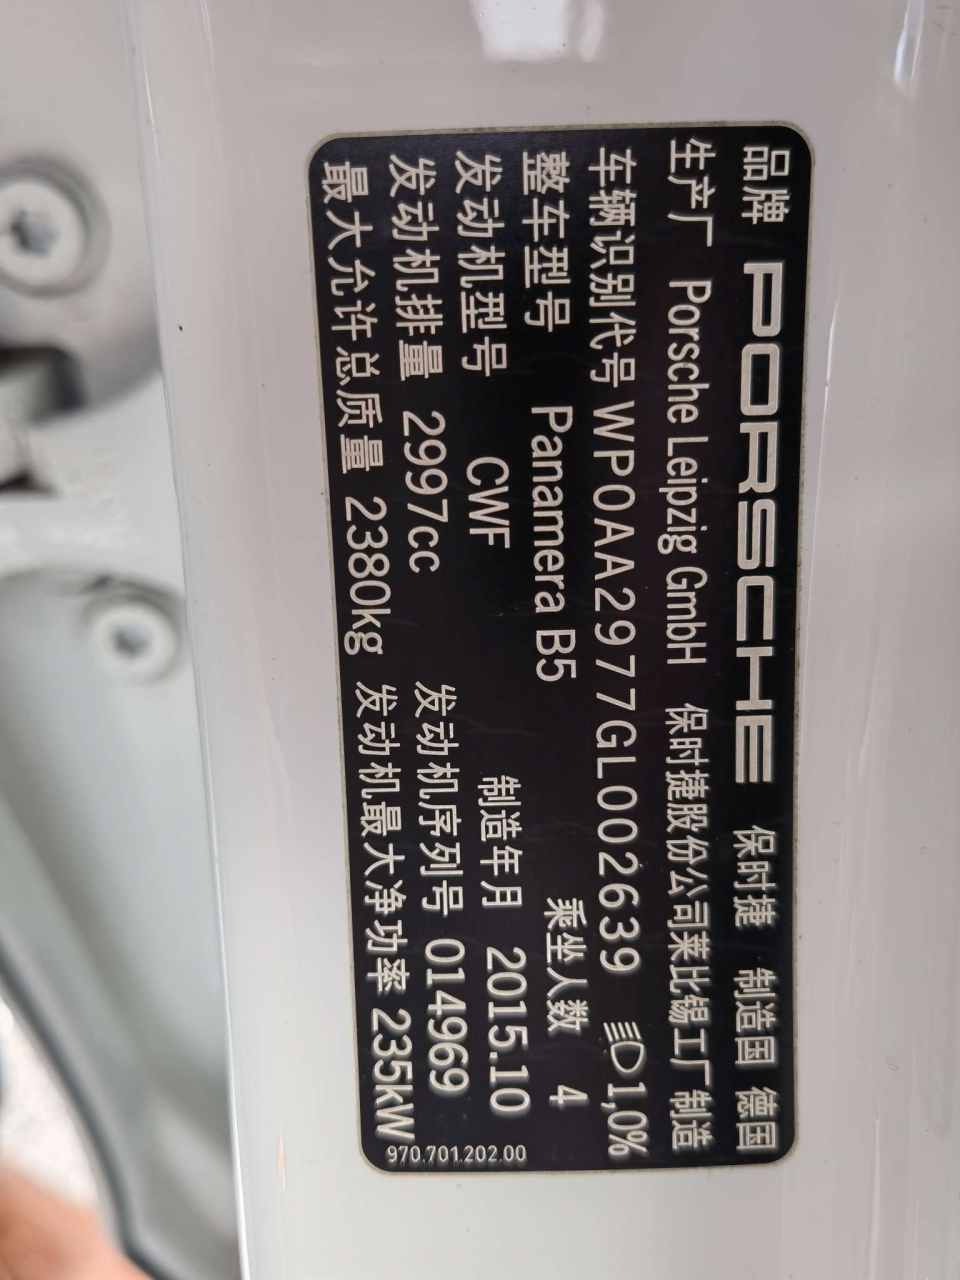 品牌 PORSCHE 保时捷 制造国 德国
生产厂 Porsche Leipzig GmbH 保时捷股份公司莱比锡工厂制造
车辆识别代号 WP0AA2977GL002639 1,0%
整车型号 Panamera B5 乘坐人数 4
发动机型号 CWF 制造年月 2015.10
发动机排量 2997cc 发动机序列号 014969
最大允许总质量 2380kg 发动机最大净功率 235kW
970.701.202.00